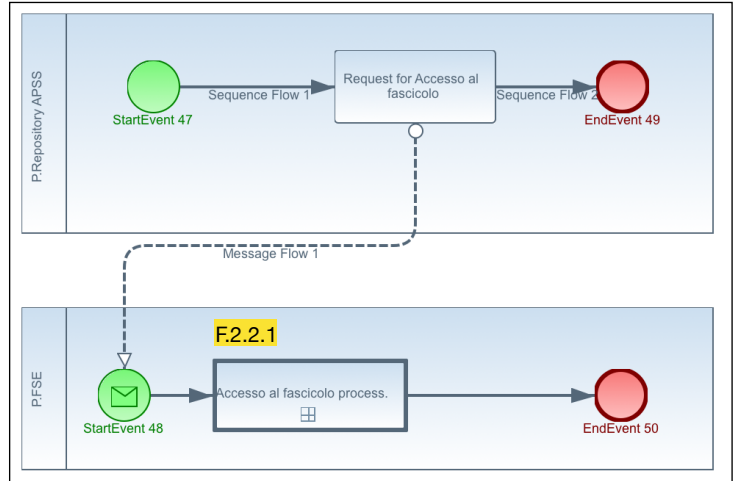 P.Repository APSS
Request for Accesso al
fascicolo
Sequence Flow 1
Sequence Flow 2
StartEvent 47
EndEvent 49
Message Flow 1
P.FSE
F.2.2.1
Accesso al fascicolo process.
StartEvent 48
EndEvent 50